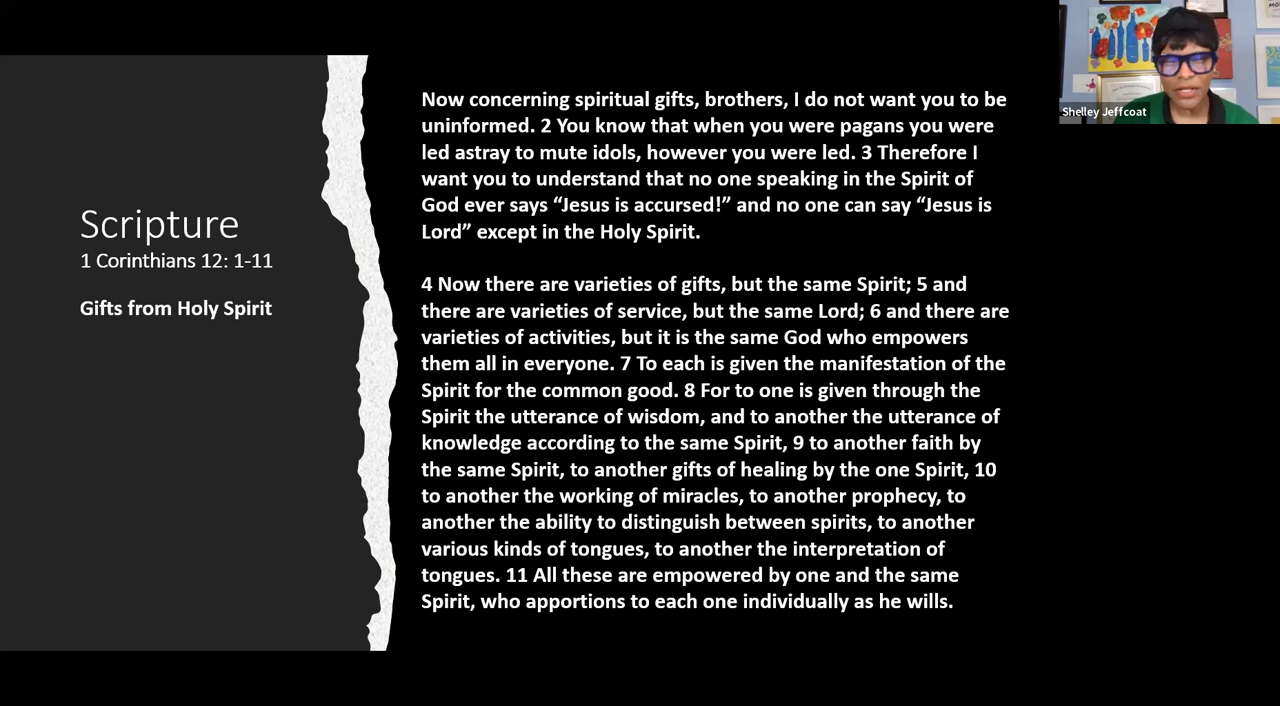 Scripture
1 Corinthians 12: 1-11
Gifts from Holy Spirit
Now concerning spiritual gifts, brothers, I do not want you to be
uninformed. 2 You know that when you were pagans you were
led astray to mute idols, however you were led. 3 Therefore I
want you to understand that no one speaking in the Spirit of
God ever says “Jesus is accursed!” and no one can say “Jesus is
Lord” except in the Holy Spirit.
4 Now there are varieties of gifts, but the same Spirit; 5 and
there are varieties of service, but the same Lord; 6 and there are
varieties of activities, but it is the same God who empowers
them all in everyone. 7 To each is given the manifestation of the
Spirit for the common good. 8 For to one is given through the
Spirit the utterance of wisdom, and to another the utterance of
knowledge according to the same Spirit, 9 to another faith by
the same Spirit, to another gifts of healing by the one Spirit, 10
to another the working of miracles, to another prophecy, to
another the ability to distinguish between spirits, to another
various kinds of tongues, to another the interpretation of
tongues. 11 All these are empowered by one and the same
Spirit, who apportions to each one individually as he wills.
Shelley Jeffcoat